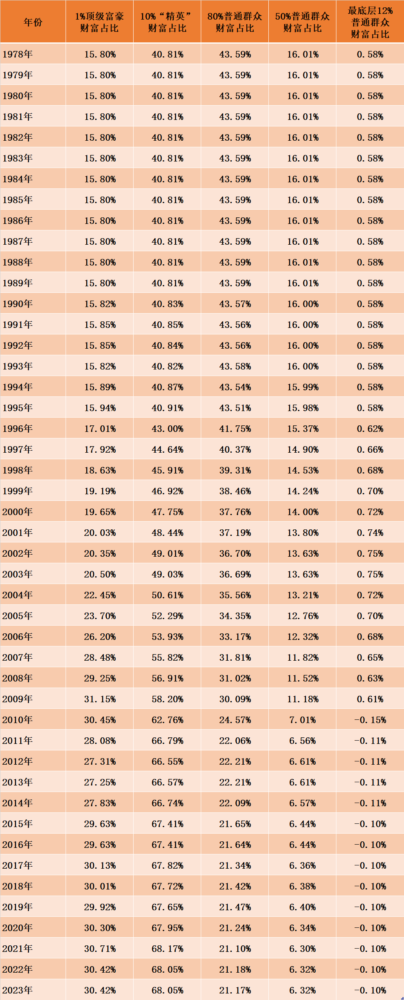 年份 1%顶级富豪财富占比 10%“精英”财富占比 80%普通群众财富占比 50%普通群众财富占比 最底层12%普通群众财富占比
1978年 15.80% 40.81% 43.59% 16.01% 0.58%
1979年 15.80% 40.81% 43.59% 16.01% 0.58%
1980年 15.80% 40.81% 43.59% 16.01% 0.58%
1981年 15.80% 40.81% 43.59% 16.01% 0.58%
1982年 15.80% 40.81% 43.59% 16.01% 0.58%
1983年 15.80% 40.81% 43.59% 16.01% 0.58%
1984年 15.80% 40.81% 43.59% 16.01% 0.58%
1985年 15.80% 40.81% 43.59% 16.01% 0.58%
1986年 15.80% 40.81% 43.59% 16.01% 0.58%
1987年 15.80% 40.81% 43.59% 16.01% 0.58%
1988年 15.80% 40.81% 43.59% 16.01% 0.58%
1989年 15.80% 40.81% 43.59% 16.01% 0.58%
1990年 15.82% 40.83% 43.57% 16.00% 0.58%
1991年 15.85% 40.85% 43.56% 16.00% 0.58%
1992年 15.85% 40.84% 43.56% 16.00% 0.58%
1993年 15.82% 40.82% 43.58% 16.00% 0.58%
1994年 15.89% 40.87% 43.54% 15.99% 0.58%
1995年 15.94% 40.91% 43.51% 15.98% 0.58%
1996年 17.01% 43.00% 41.75% 15.37% 0.62%
1997年 17.92% 44.64% 40.37% 14.90% 0.66%
1998年 18.63% 45.91% 39.31% 14.53% 0.68%
1999年 19.19% 46.92% 38.46% 14.24% 0.70%
2000年 19.65% 47.75% 37.76% 14.00% 0.72%
2001年 20.03% 48.44% 37.19% 13.80% 0.74%
2002年 20.35% 49.01% 36.70% 13.63% 0.75%
2003年 20.50% 49.03% 36.69% 13.63% 0.75%
2004年 22.45% 50.61% 35.56% 13.21% 0.72%
2005年 23.70% 52.29% 34.35% 12.76% 0.70%
2006年 26.20% 53.93% 33.17% 12.32% 0.68%
2007年 28.48% 55.82% 31.81% 11.82% 0.65%
2008年 29.25% 56.91% 31.02% 11.52% 0.63%
2009年 31.15% 58.20% 30.09% 11.18% 0.61%
2010年 30.45% 62.76% 24.57% 7.01% -0.15%
2011年 28.08% 66.79% 22.06% 6.56% -0.11%
2012年 27.31% 66.55% 22.21% 6.61% -0.11%
2013年 27.25% 66.57% 22.21% 6.61% -0.11%
2014年 27.83% 66.74% 22.09% 6.57% -0.11%
2015年 29.63% 67.41% 21.65% 6.44% -0.10%
2016年 29.63% 67.41% 21.64% 6.44% -0.10%
2017年 30.13% 67.82% 21.34% 6.36% -0.10%
2018年 30.01% 67.72% 21.42% 6.38% -0.10%
2019年 29.92% 67.65% 21.47% 6.40% -0.10%
2020年 30.30% 67.95% 21.24% 6.34% -0.10%
2021年 30.71% 68.17% 21.10% 6.30% -0.10%
2022年 30.42% 68.05% 21.18% 6.32% -0.10%
2023年 30.42% 68.05% 21.17% 6.32% -0.10%